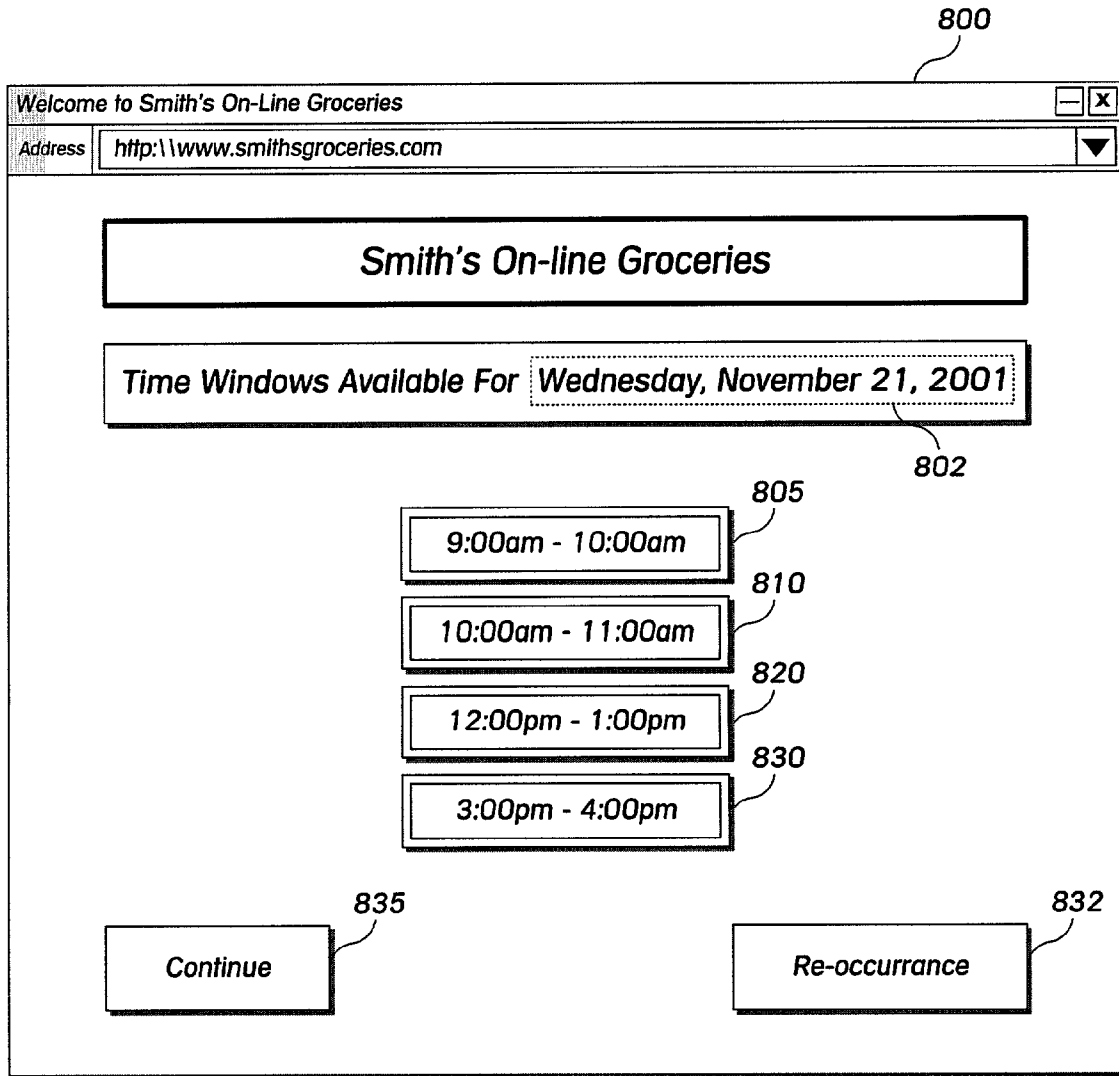 800
Welcome to Smith's On-Line Groceries
Address http:\\www.smithsgroceries.com
Smith's On-line Groceries
Time Windows Available For Wednesday, November 21, 2001
802
805
9:00am - 10:00am
810
10:00am - 11:00am
820
12:00pm - 1:00pm
830
3:00pm - 4:00pm
835
832
Continue
Re-occurrance